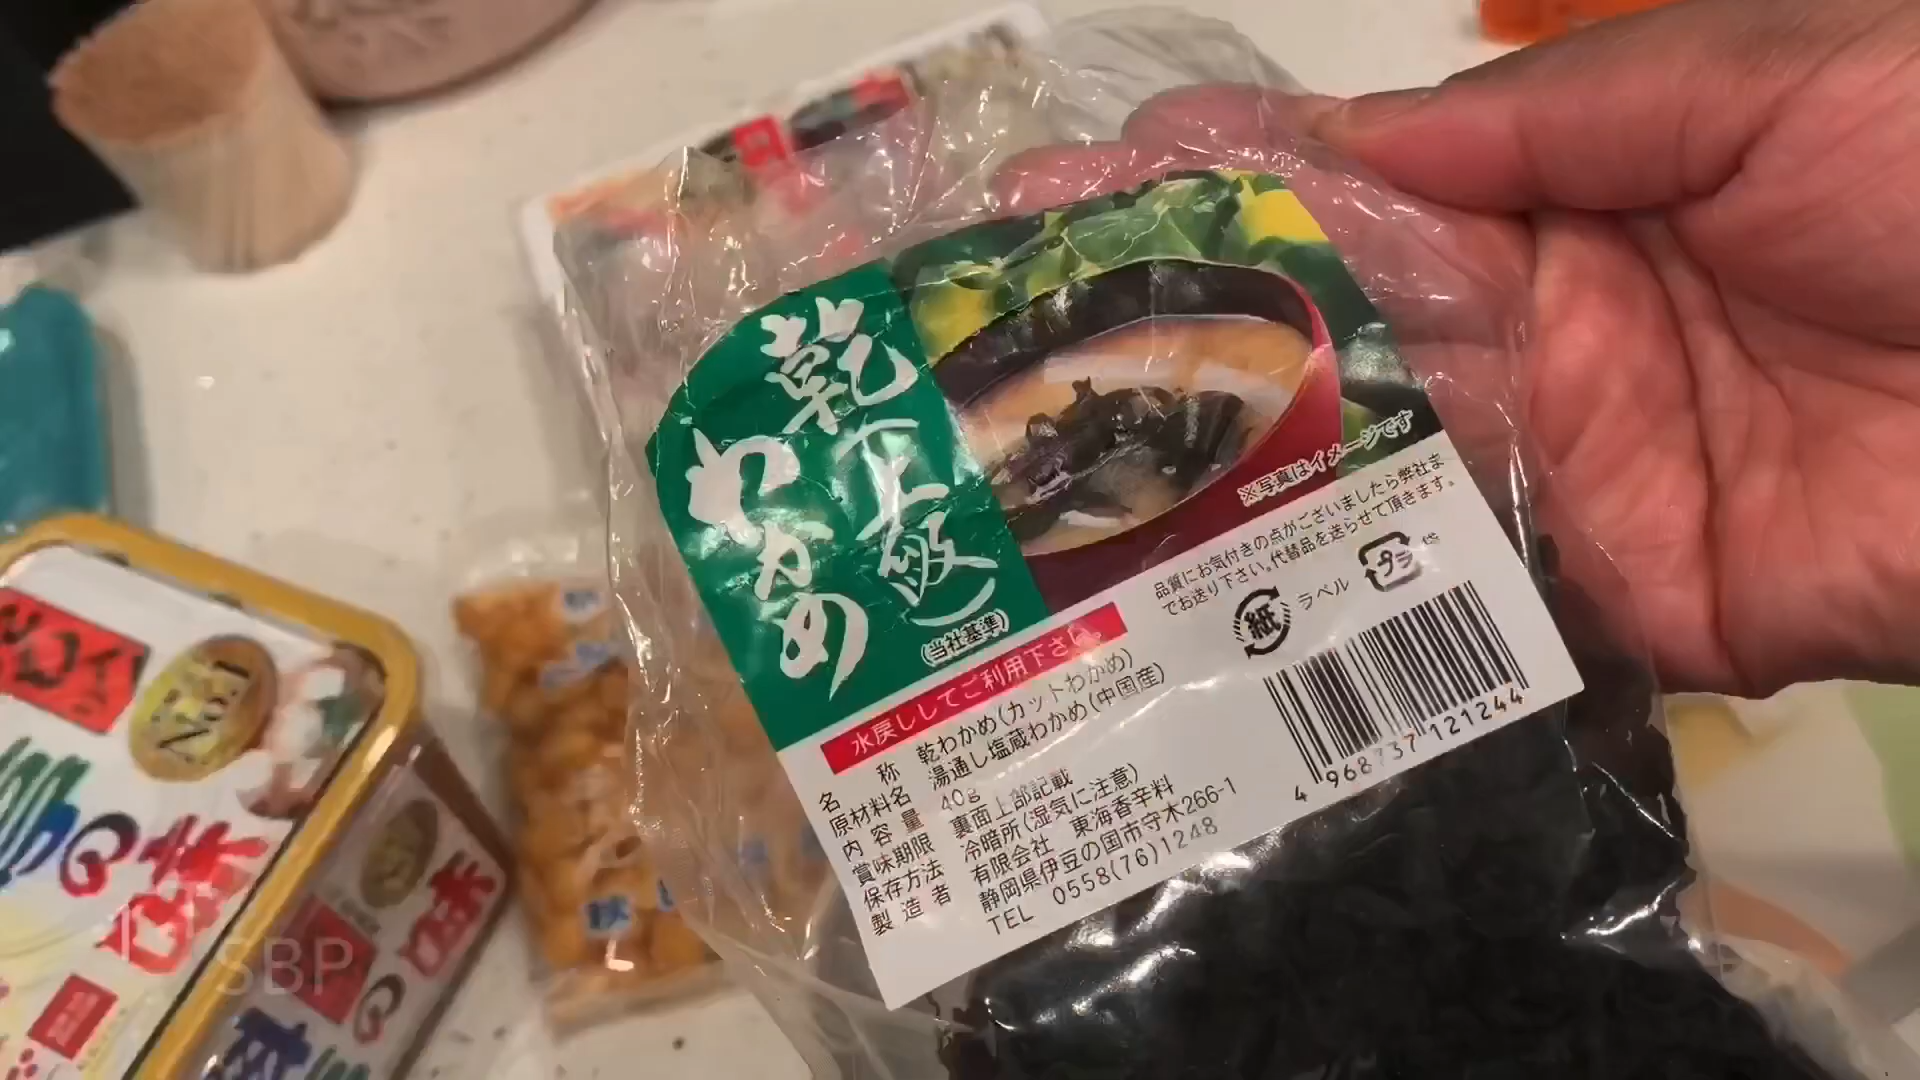 乾
わかめ
(上級)
(当社基準)
※写真はイメージです
品質にお気付きの点がございましたら弊社ま
でお送り下さい。代替品を送らせて頂きます。
紙
ラベル
プラ
袋
水戻ししてご利用下さい。
名 称 乾わかめ(カットわかめ)
原材料名 湯通し塩蔵わかめ(中国産)
内 容 量 40g
賞味期限 裏面上部記載
保存方法 冷暗所(湿気に注意)
製 造 者 有限会社 東海香辛料
静岡県伊豆の国市守木266-1
TEL 0558(76)1248
4 968737 121244
の
味
の
味
SBP